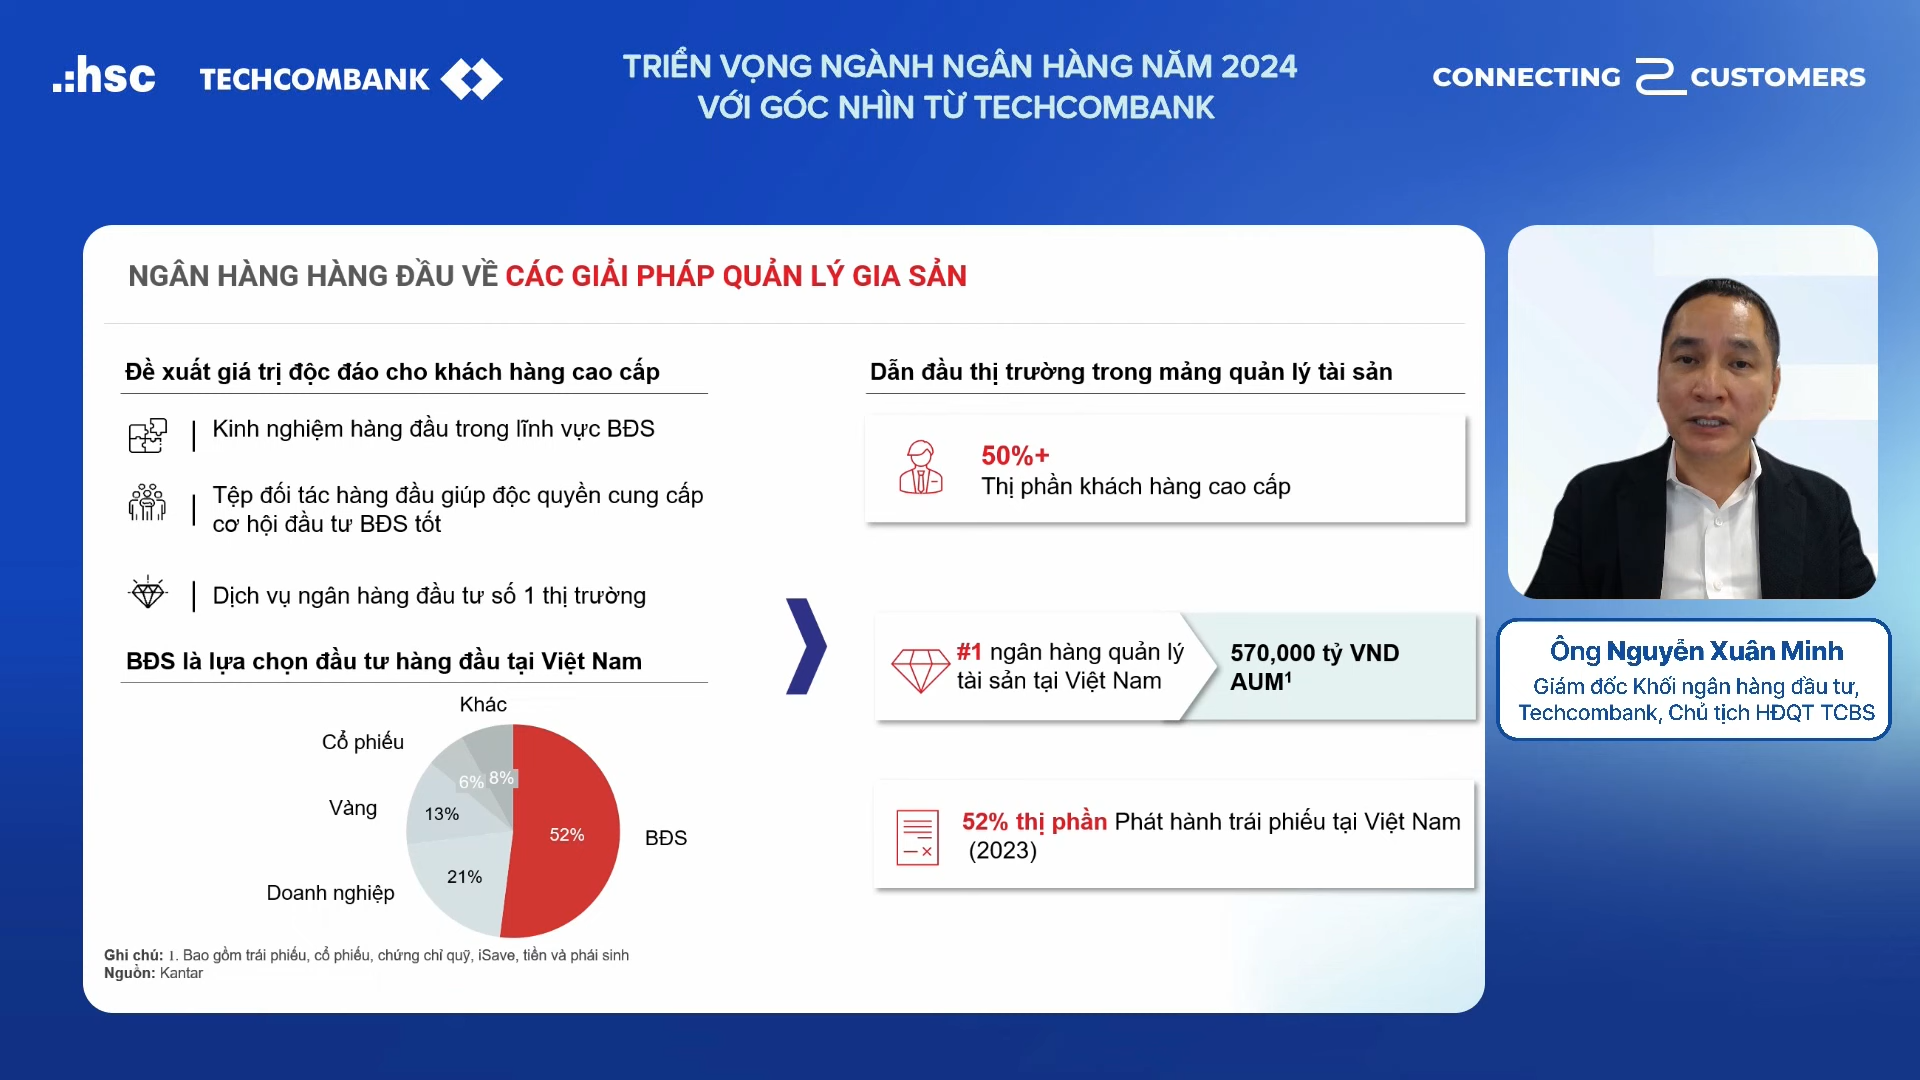 .:hsc
TECHCOMBANK
TRIỂN VỌNG NGÀNH NGÂN HÀNG NĂM 2024
VỚI GÓC NHÌN TỪ TECHCOMBANK
CONNECTING CUSTOMERS
NGÂN HÀNG HÀNG ĐẦU VỀ CÁC GIẢI PHÁP QUẢN LÝ GIA SẢN
Đề xuất giá trị độc đáo cho khách hàng cao cấp
Kinh nghiệm hàng đầu trong lĩnh vực BĐS
Tệp đối tác hàng đầu giúp độc quyền cung cấp
cơ hội đầu tư BĐS tốt
Dịch vụ ngân hàng đầu tư số 1 thị trường
BĐS là lựa chọn đầu tư hàng đầu tại Việt Nam
Khác
Cổ phiếu
6%
8%
Vàng
13%
52%
BĐS
21%
Doanh nghiệp
Ghi chú: 1. Bao gồm trái phiếu, cổ phiếu, chứng chỉ quỹ, iSave, tiền và phái sinh
Nguồn: Kantar
Dẫn đầu thị trường trong mảng quản lý tài sản
50%+
Thị phần khách hàng cao cấp
#1 ngân hàng quản lý
tài sản tại Việt Nam
570,000 tỷ VND
AUM¹
52% thị phần Phát hành trái phiếu tại Việt Nam
(2023)
Ông Nguyễn Xuân Minh
Giám đốc Khối ngân hàng đầu tư,
Techcombank, Chủ tịch HĐQT TCBS